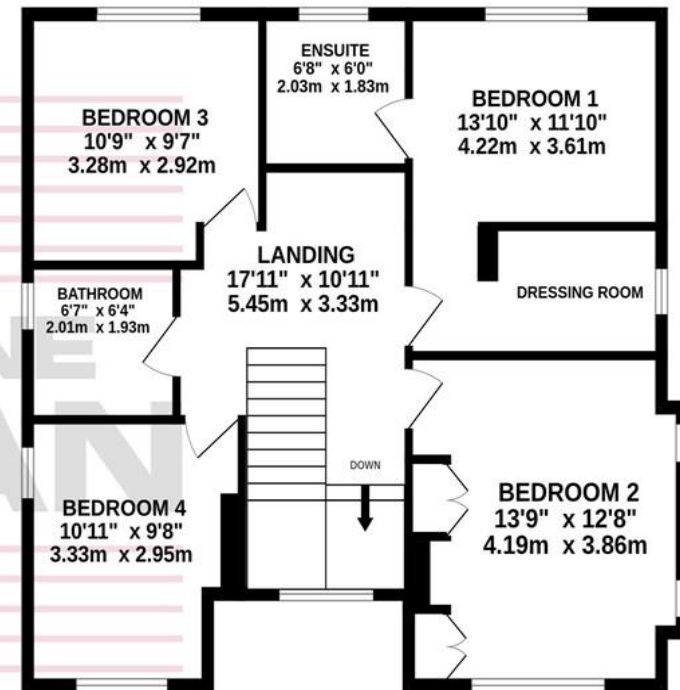 ENSUITE
6'8" x 6'0"
2.03m x 1.83m
BEDROOM 1
13'10" x 11'10"
4.22m x 3.61m
BEDROOM 3
10'9" x 9'7"
3.28m x 2.92m
LANDING
17'11" x 10'11"
5.45m x 3.33m
DRESSING ROOM
BATHROOM
6'7" x 6'4"
2.01m x 1.93m
DOWN
BEDROOM 2
13'9" x 12'8"
4.19m x 3.86m
BEDROOM 4
10'11" x 9'8"
3.33m x 2.95m